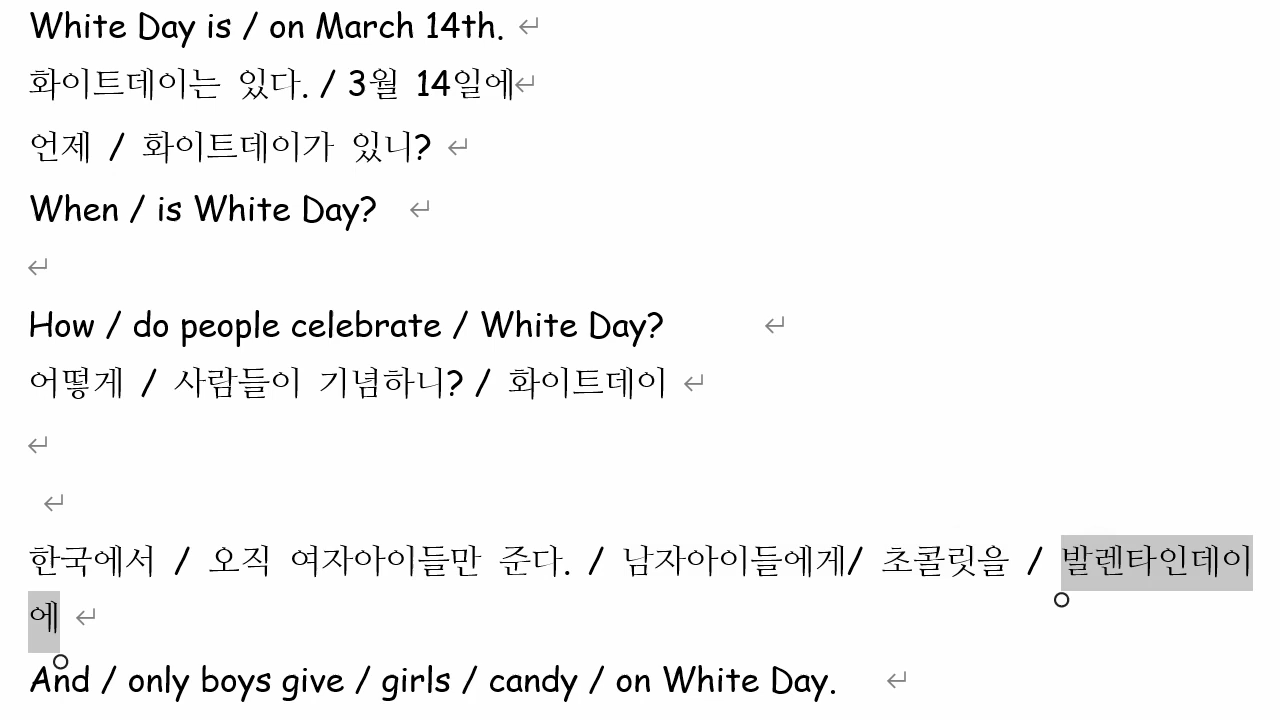 White Day is / on March 14th.
화이트데이는 있다. / 3월 14일에
언제 / 화이트데이가 있니?
When / is White Day?
How / do people celebrate / White Day?
어떻게 / 사람들이 기념하니? / 화이트데이
한국에서 / 오직 여자아이들만 준다. / 남자아이들에게/ 초콜릿을 / 발렌타인데이
에
And / only boys give / girls / candy / on White Day.